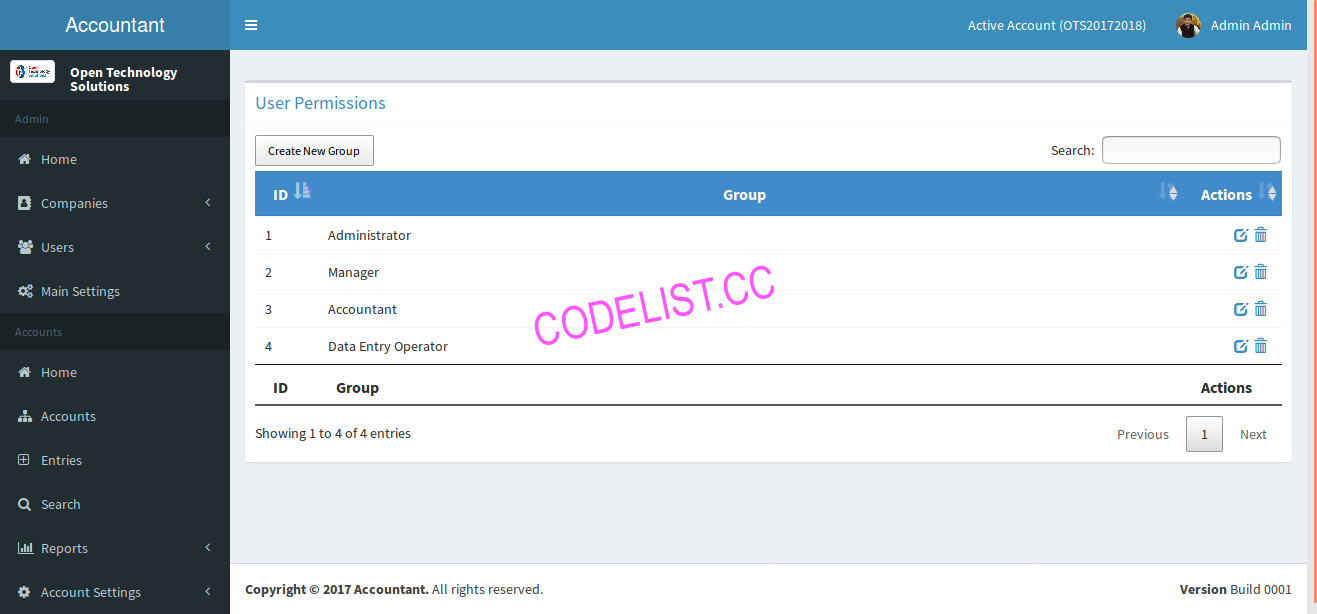 Accountant
Active Account (OTS20172018)
Admin Admin
Open Technology
Solutions
Admin
Home
Companies
Users
Main Settings
Accounts
Home
Accounts
Entries
Search
Reports
Account Settings
User Permissions
Create New Group
Search:
ID Group Actions
1 Administrator
2 Manager
3 Accountant
4 Data Entry Operator
CODELIST.CC
ID Group Actions
Showing 1 to 4 of 4 entries
Previous 1 Next
Copyright © 2017 Accountant. All rights reserved.
Version Build 0001